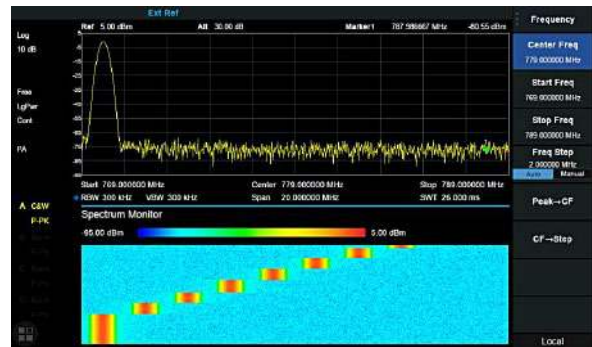 Ext Ref
Frequency
Ref 5.00 dBm Att 30.00 dB Marker1 787.986667 MHz -80.55 dBm
Log
10 dB
Free
LgPwr
Cont
PA
Center Freq
779.000000 MHz
Start Freq
769.000000 MHz
Stop Freq
789.000000 MHz
Freq Step
2.000000 MHz
Auto Manual
Start 769.000000 MHz Center 779.000000 MHz Stop 789.000000 MHz
RBW 300 kHz VBW 300 kHz Span 20.000000 MHz SWT 26.000 ms
A C&W
P-PK
Peak→CF
Spectrum Monitor
-95.00 dBm 5.00 dBm
CF→Step
Local